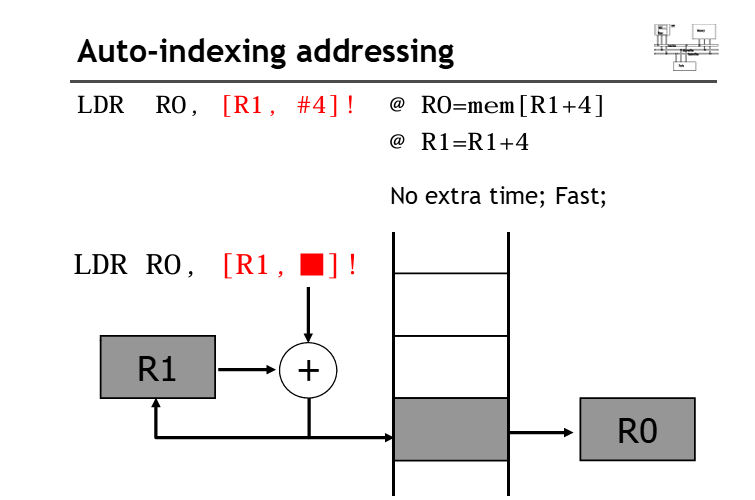 Auto-indexing addressing
LDR R0, [R1, #4]! @ R0=mem[R1+4]
@ R1=R1+4
No extra time; Fast;
LDR R0, [R1, ■]!
R1
+
R0